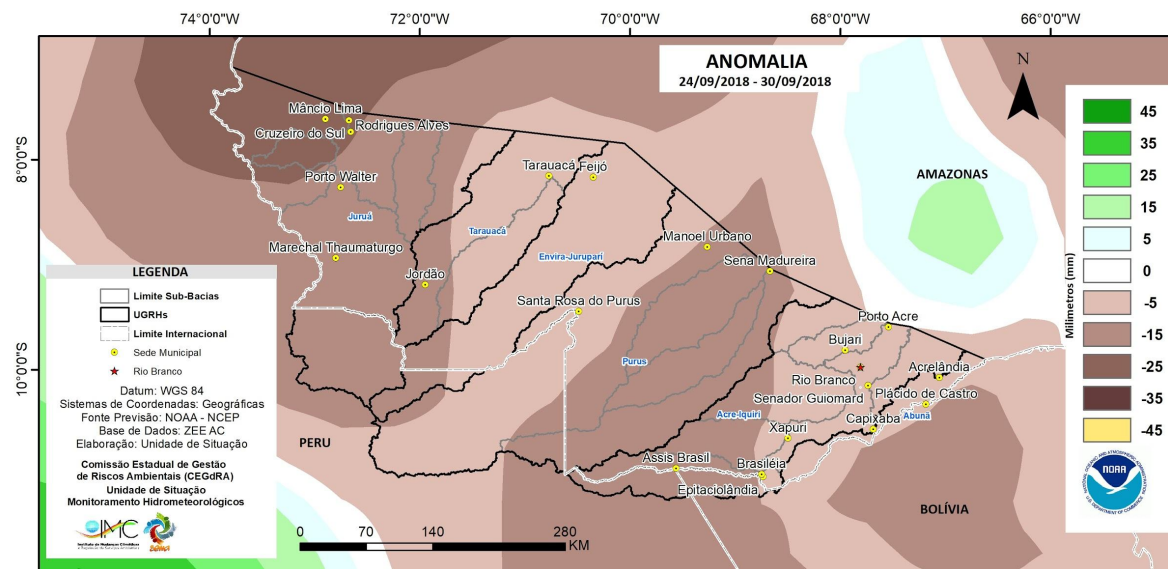 74°0'0"W
72°0'0"W
70°0'0"W
68°0'0"W
66°0'0"W
8°0'0"S
10°0'0"S
ANOMALIA
24/09/2018 - 30/09/2018
N
Mâncio Lima
Cruzeiro do Sul
Rodrigues Alves
Porto Walter
Juruá
Marechal Thaumaturgo
Jordão
Tarauacá
Feijó
Tarauacá
Envira-Jurupari
Manoel Urbano
Sena Madureira
Santa Rosa do Purus
Purus
Porto Acre
Bujari
Rio Branco
Acrelândia
Senador Guiomard
Plácido de Castro
Acre-Iquiri
Abunã
Xapuri
Capixaba
Assis Brasil
Brasiléia
Epitaciolândia
AMAZONAS
PERU
BOLÍVIA
LEGENDA
Limite Sub-Bacias
UGRHs
Limite Internacional
Sede Municipal
Rio Branco
Datum: WGS 84
Sistemas de Coordenadas: Geográficas
Fonte Previsão: NOAA - NCEP
Base de Dados: ZEE AC
Elaboração: Unidade de Situação
Comissão Estadual de Gestão
de Riscos Ambientais (CEGdRA)
Unidade de Situação
Monitoramento Hidrometeorológicos
IMC
0
70
140
280
KM
Milímetros (mm)
45
35
25
15
5
0
-5
-15
-25
-35
-45
NOAA